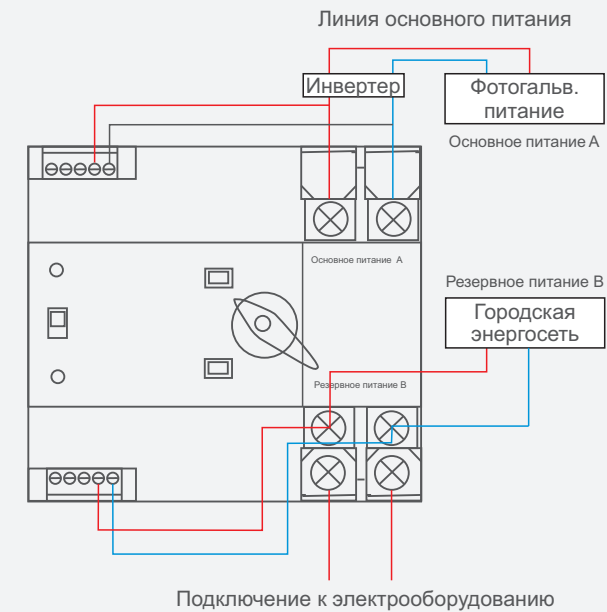 Линия основного питания
Инвертер
Фотогальв.
питание
Основное питание А
Основное питание А
Резервное питание В
Городская
энергосеть
Резервное питание В
Подключение к электрооборудованию